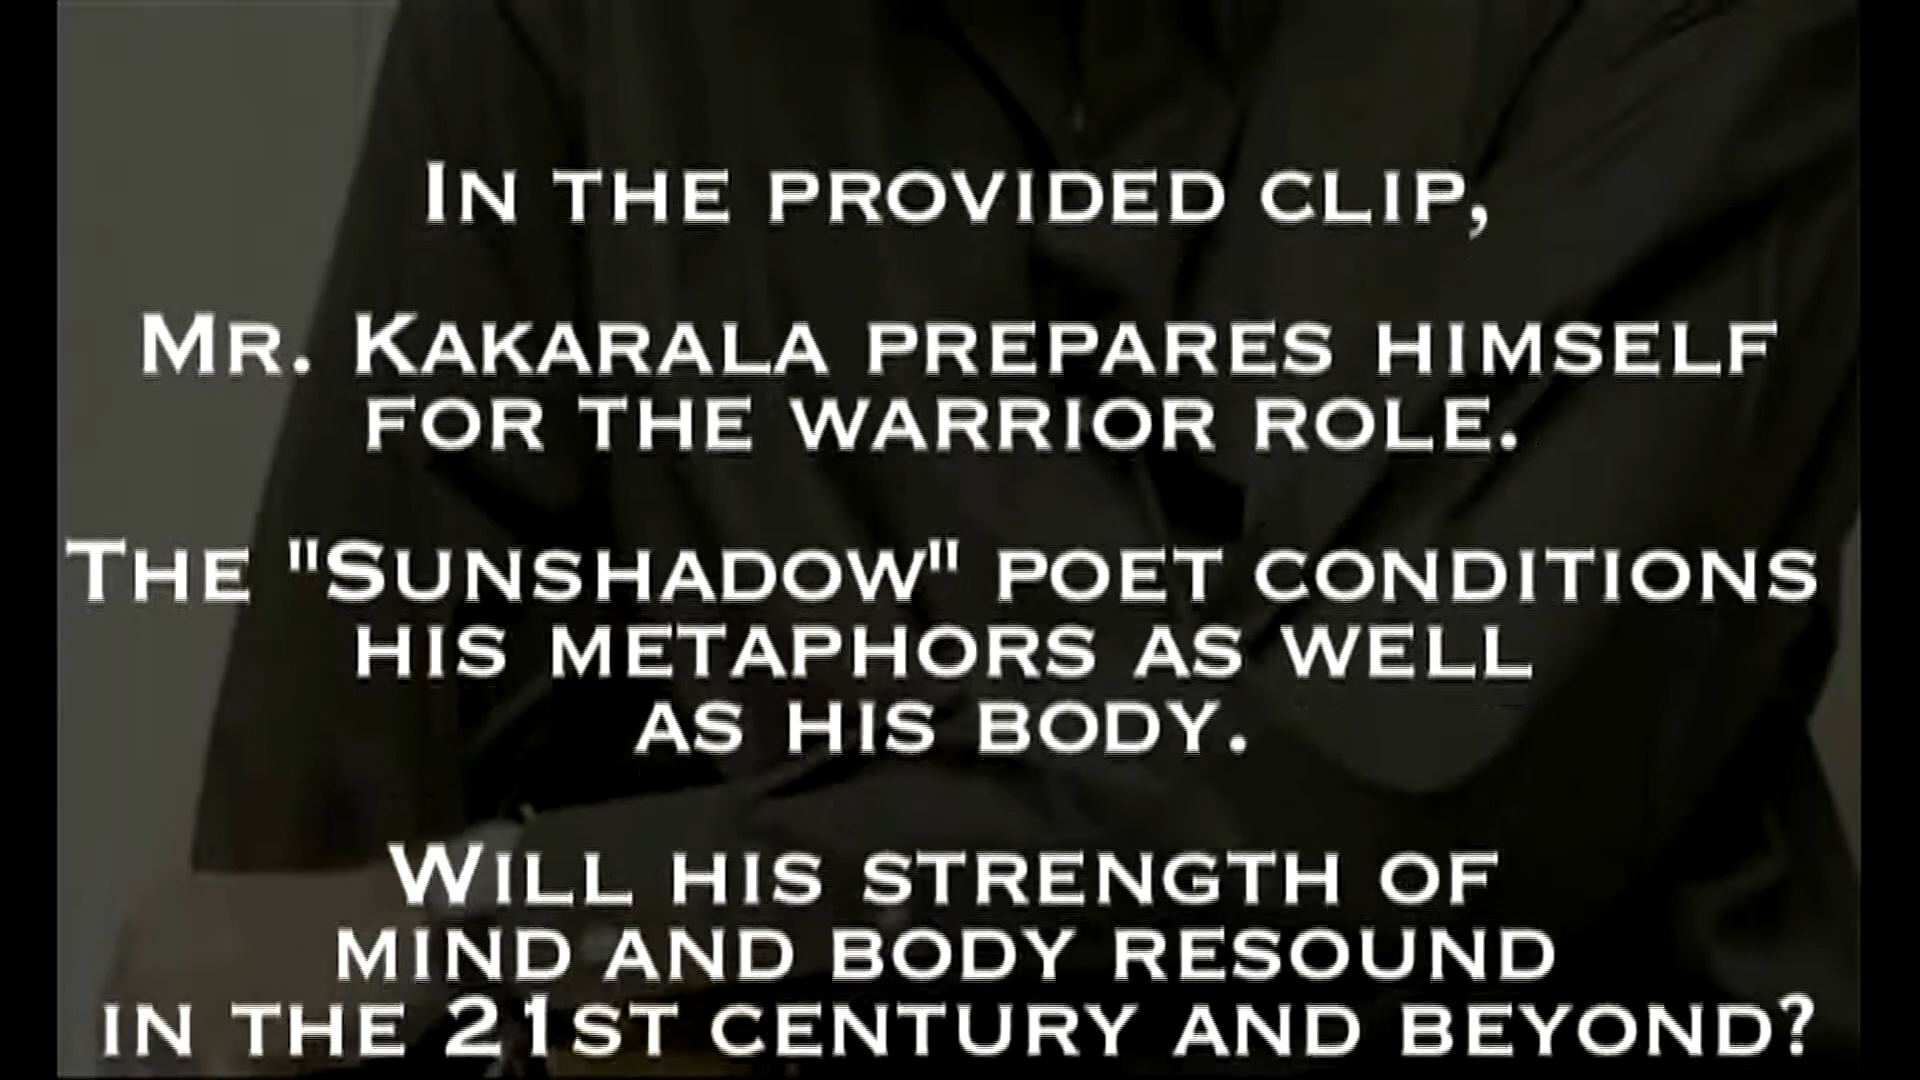 In the provided clip,
Mr. Kakarala prepares himself
for the warrior role.
The "Sunshadow" poet conditions
his metaphors as well
as his body.
Will his strength of
mind and body resound
in the 21st century and beyond?